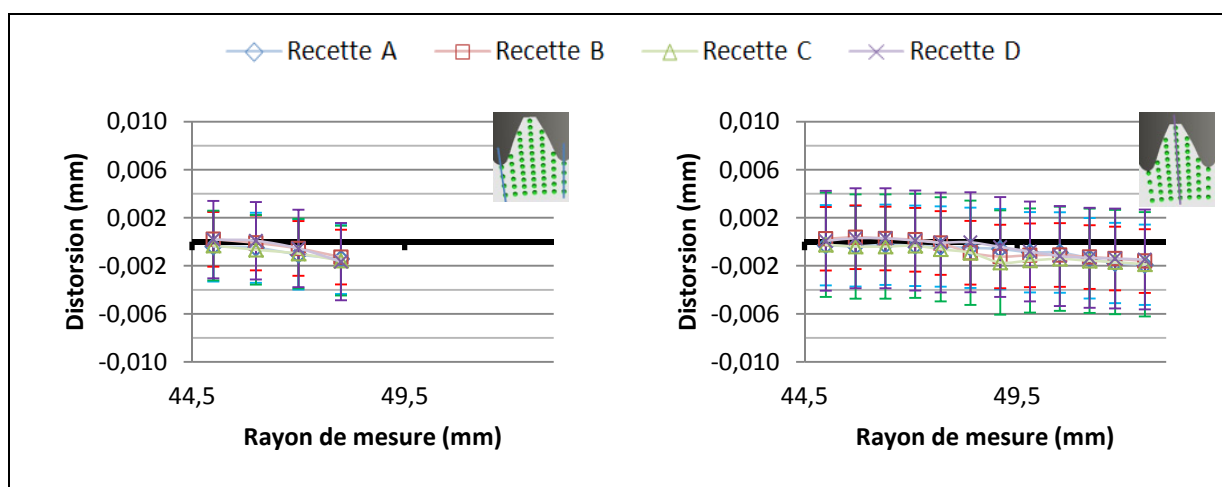 Recette A Recette B Recette C Recette D
0,010
0,006
0,002
-0,002
-0,006
-0,010
Distorsion (mm)
44,5 49,5
Rayon de mesure (mm)
0,010
0,006
0,002
-0,002
-0,006
-0,010
Distorsion (mm)
44,5 49,5
Rayon de mesure (mm)